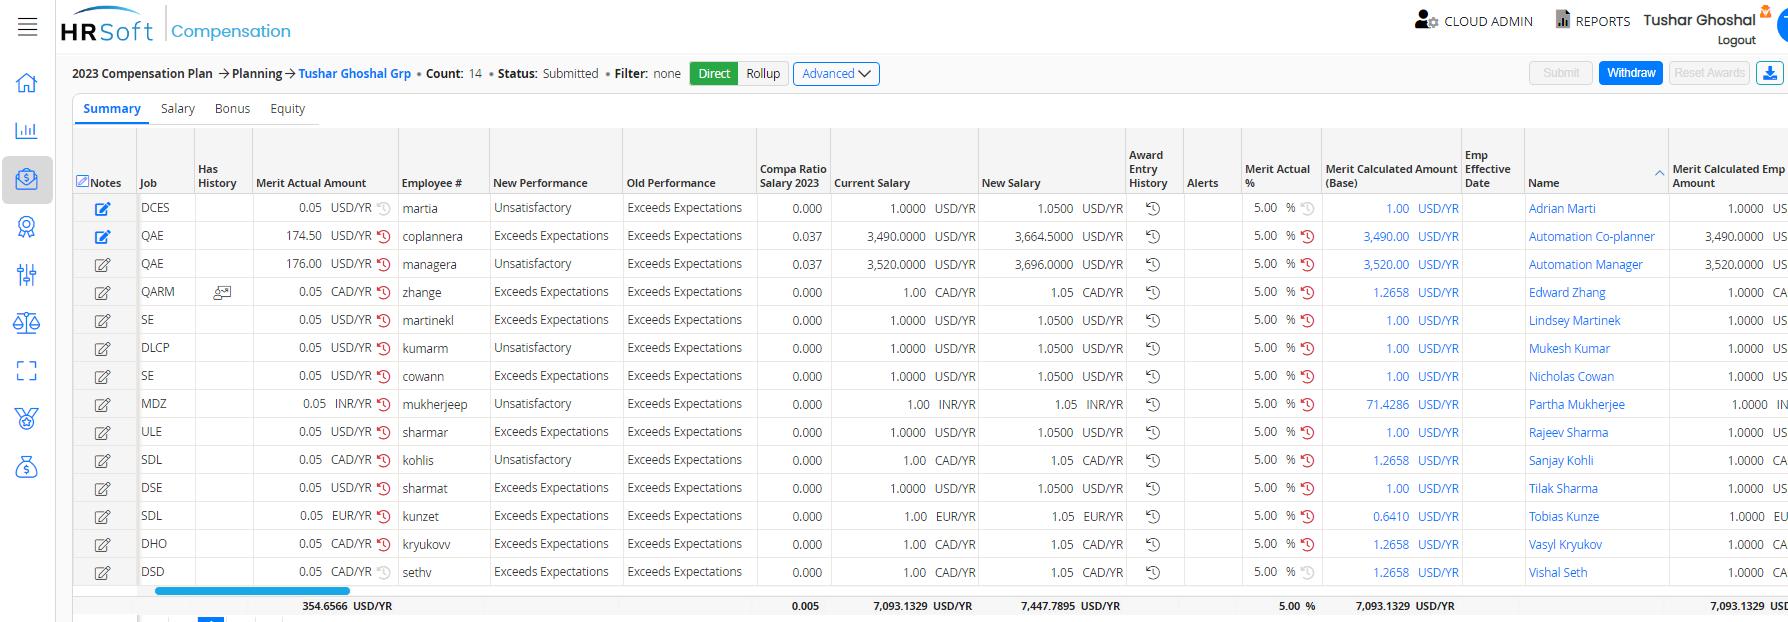 HRSoft Compensation CLOUD ADMIN REPORTS Tushar Ghoshal
Logout
2023 Compensation Plan → Planning → Tushar Ghoshal Grp • Count: 14 • Status: Submitted • Filter: none Direct Rollup Advanced Submit Withdraw Reset Awards
Summary Salary Bonus Equity
Notes Job Has History Merit Actual Amount Employee # New Performance Old Performance Compa Ratio Salary 2023 Current Salary New Salary Award Entry History Alerts Merit Actual % Merit Calculated Amount (Base) Emp Effective Date Name Merit Calculated Emp Amount
DCES 0.05 USD/YR martia Unsatisfactory Exceeds Expectations 0.000 1.0000 USD/YR 1.0500 USD/YR 5.00 % 1.00 USD/YR Adrian Marti 1.0000 US
QAE 174.50 USD/YR coplannera Exceeds Expectations Exceeds Expectations 0.037 3,490.0000 USD/YR 3,664.5000 USD/YR 5.00 % 3,490.00 USD/YR Automation Co-planner 3,490.0000 US
QAE 176.00 USD/YR managera Unsatisfactory Exceeds Expectations 0.037 3,520.0000 USD/YR 3,696.0000 USD/YR 5.00 % 3,520.00 USD/YR Automation Manager 3,520.0000 US
QARM 0.05 CAD/YR zhange Exceeds Expectations Exceeds Expectations 0.000 1.00 CAD/YR 1.05 CAD/YR 5.00 % 1.2658 USD/YR Edward Zhang 1.0000 CA
SE 0.05 USD/YR martinekl Exceeds Expectations Exceeds Expectations 0.000 1.0000 USD/YR 1.0500 USD/YR 5.00 % 1.00 USD/YR Lindsey Martinek 1.0000 US
DLCP 0.05 USD/YR kumarm Unsatisfactory Exceeds Expectations 0.000 1.0000 USD/YR 1.0500 USD/YR 5.00 % 1.00 USD/YR Mukesh Kumar 1.0000 US
SE 0.05 USD/YR cowann Exceeds Expectations Exceeds Expectations 0.000 1.0000 USD/YR 1.0500 USD/YR 5.00 % 1.00 USD/YR Nicholas Cowan 1.0000 US
MDZ 0.05 INR/YR mukherjeep Unsatisfactory Exceeds Expectations 0.000 1.00 INR/YR 1.05 INR/YR 5.00 % 71.4286 USD/YR Partha Mukherjee 1.0000 IN
ULE 0.05 USD/YR sharmar Exceeds Expectations Exceeds Expectations 0.000 1.0000 USD/YR 1.0500 USD/YR 5.00 % 1.00 USD/YR Rajeev Sharma 1.0000 US
SDL 0.05 CAD/YR kohlis Unsatisfactory Exceeds Expectations 0.000 1.00 CAD/YR 1.05 CAD/YR 5.00 % 1.2658 USD/YR Sanjay Kohli 1.0000 CA
DSE 0.05 USD/YR sharmat Exceeds Expectations Exceeds Expectations 0.000 1.0000 USD/YR 1.0500 USD/YR 5.00 % 1.00 USD/YR Tilak Sharma 1.0000 US
SDL 0.05 EUR/YR kunzet Exceeds Expectations Exceeds Expectations 0.000 1.00 EUR/YR 1.05 EUR/YR 5.00 % 0.6410 USD/YR Tobias Kunze 1.0000 EU
DHO 0.05 CAD/YR kryukovv Exceeds Expectations Exceeds Expectations 0.000 1.00 CAD/YR 1.05 CAD/YR 5.00 % 1.2658 USD/YR Vasyl Kryukov 1.0000 CA
DSD 0.05 CAD/YR sethv Exceeds Expectations Exceeds Expectations 0.000 1.00 CAD/YR 1.05 CAD/YR 5.00 % 1.2658 USD/YR Vishal Seth 1.0000 CA
354.6566 USD/YR 0.005 7,093.1329 USD/YR 7,447.7895 USD/YR 5.00 % 7,093.1329 USD/YR 7,093.1329 USD